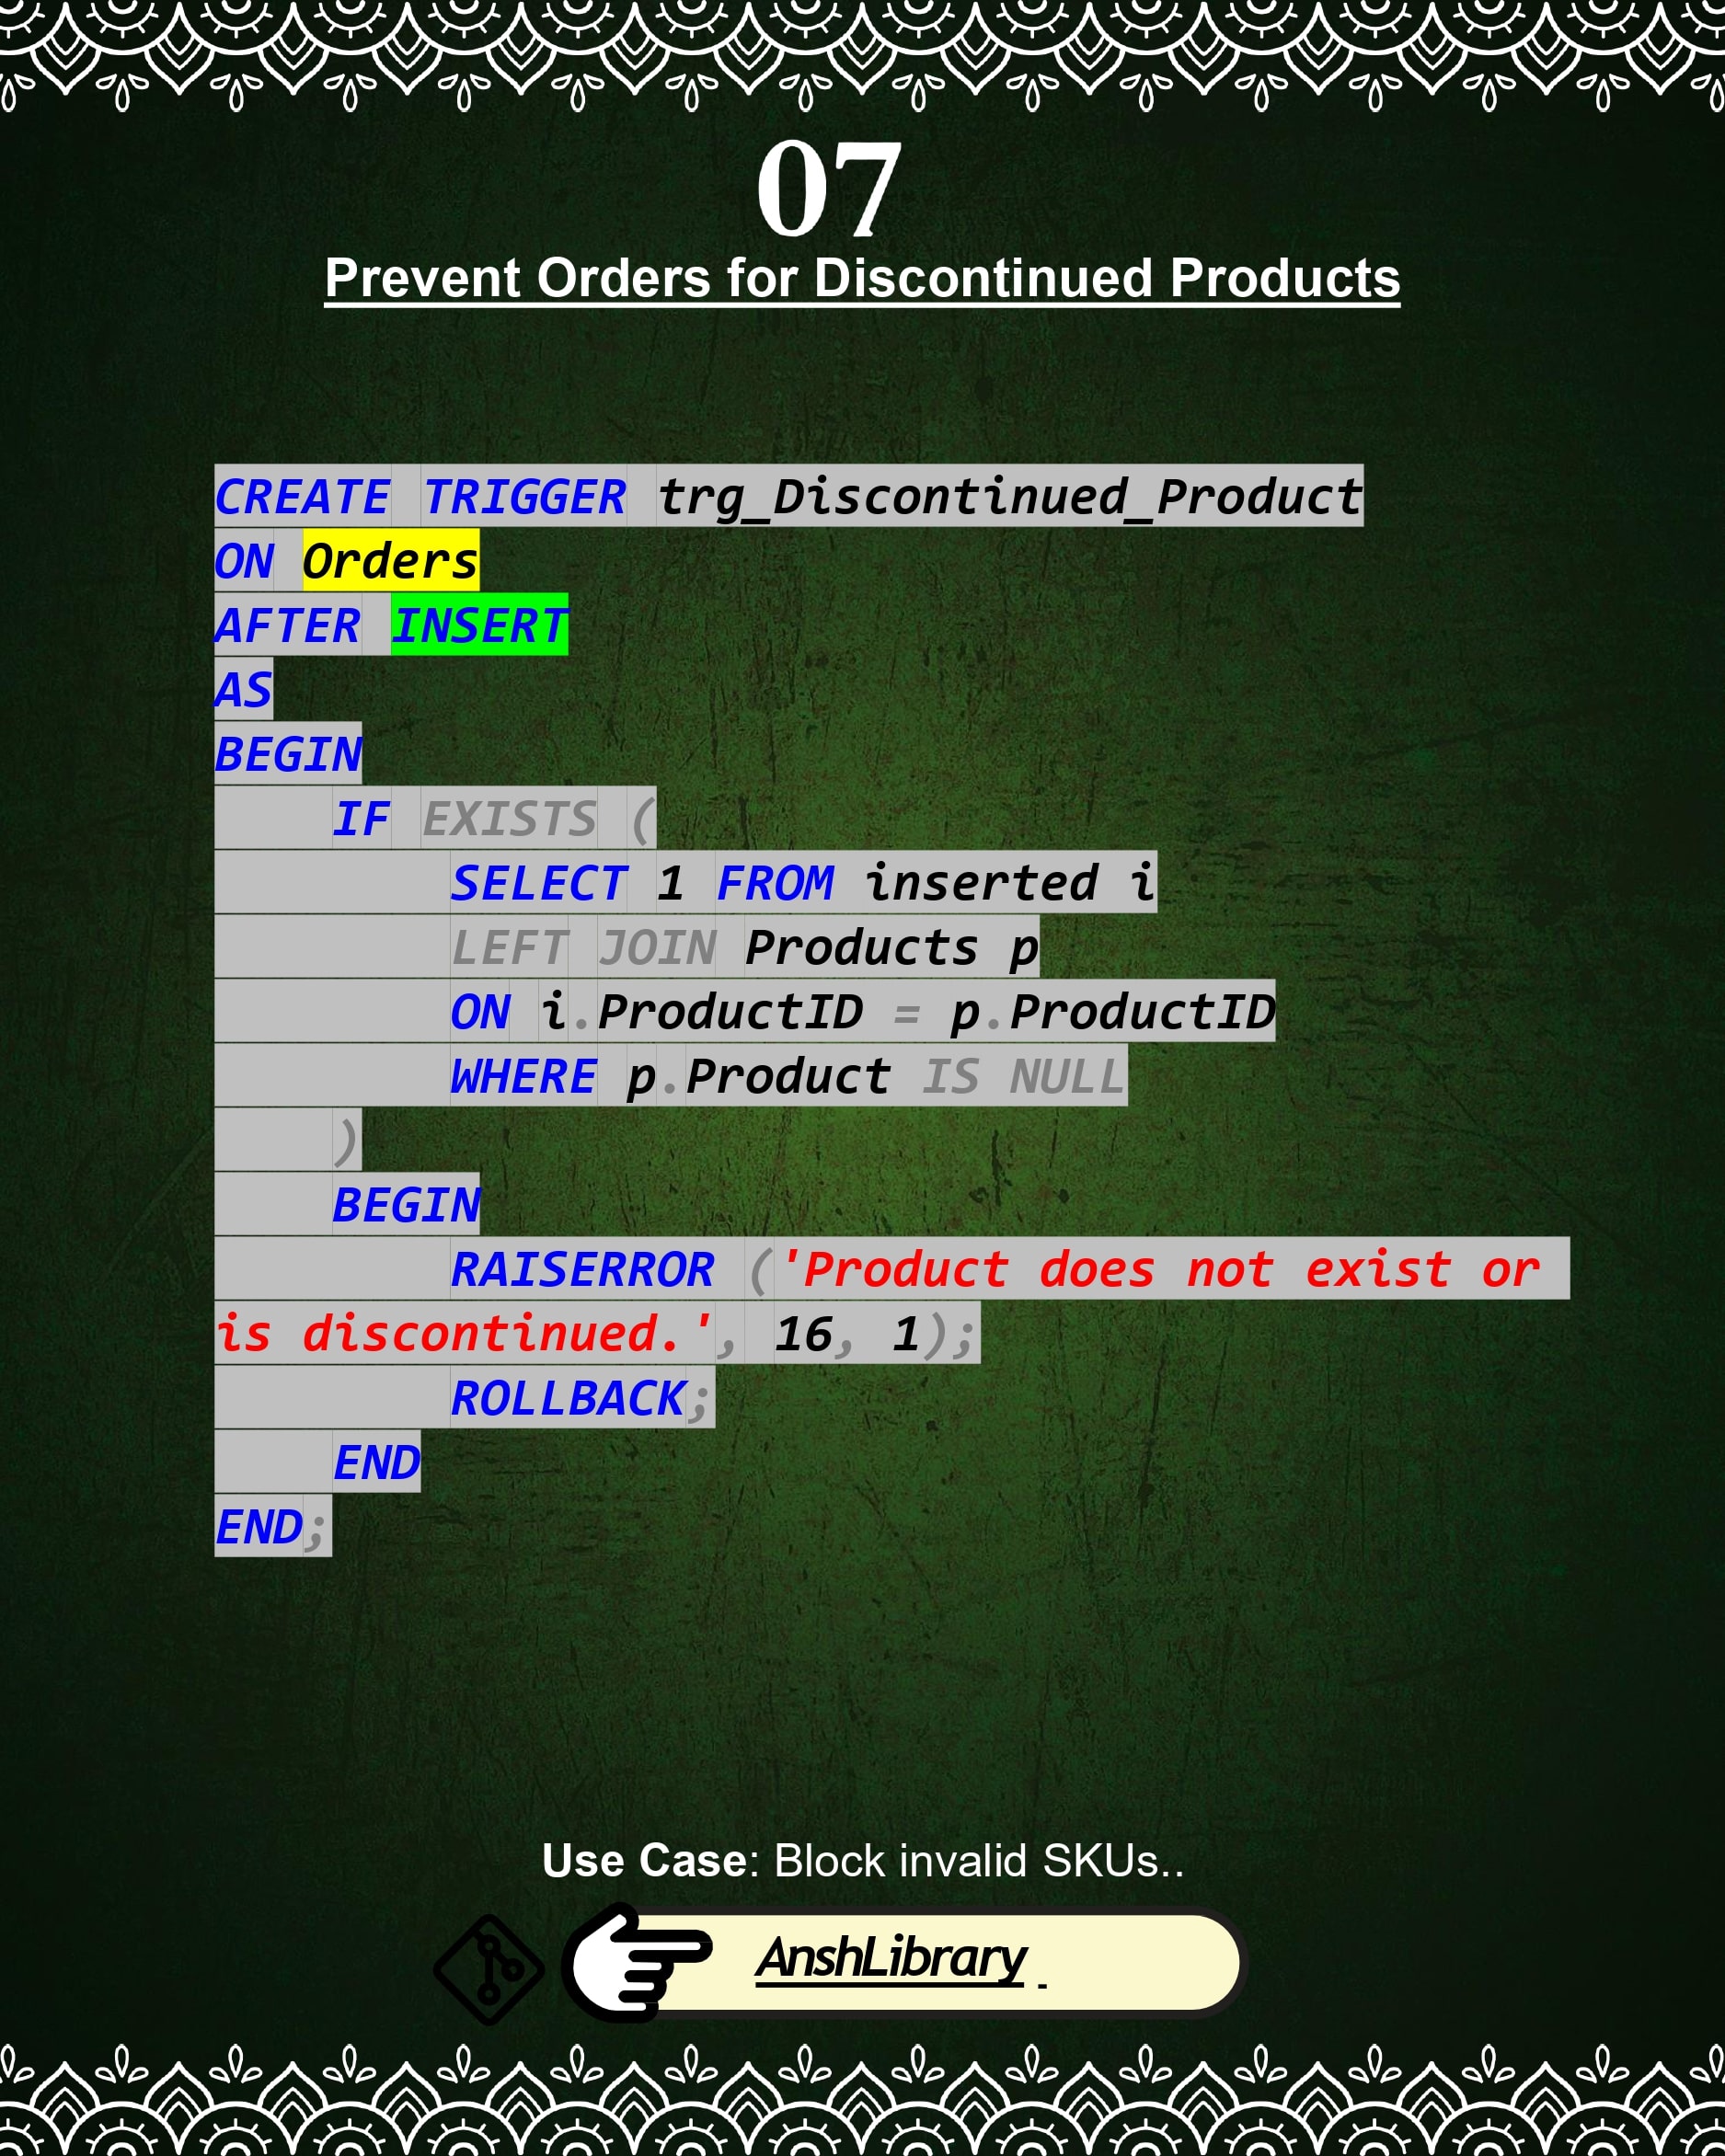 07
Prevent Orders for Discontinued Products
CREATE TRIGGER trg_Discontinued_Product
ON Orders
AFTER INSERT
AS
BEGIN
    IF EXISTS (
        SELECT 1 FROM inserted i
        LEFT JOIN Products p
        ON i.ProductID = p.ProductID
        WHERE p.Product IS NULL
    )
    BEGIN
        RAISERROR ('Product does not exist or
is discontinued.', 16, 1);
        ROLLBACK;
    END
END;
Use Case: Block invalid SKUs..
AnshLibrary